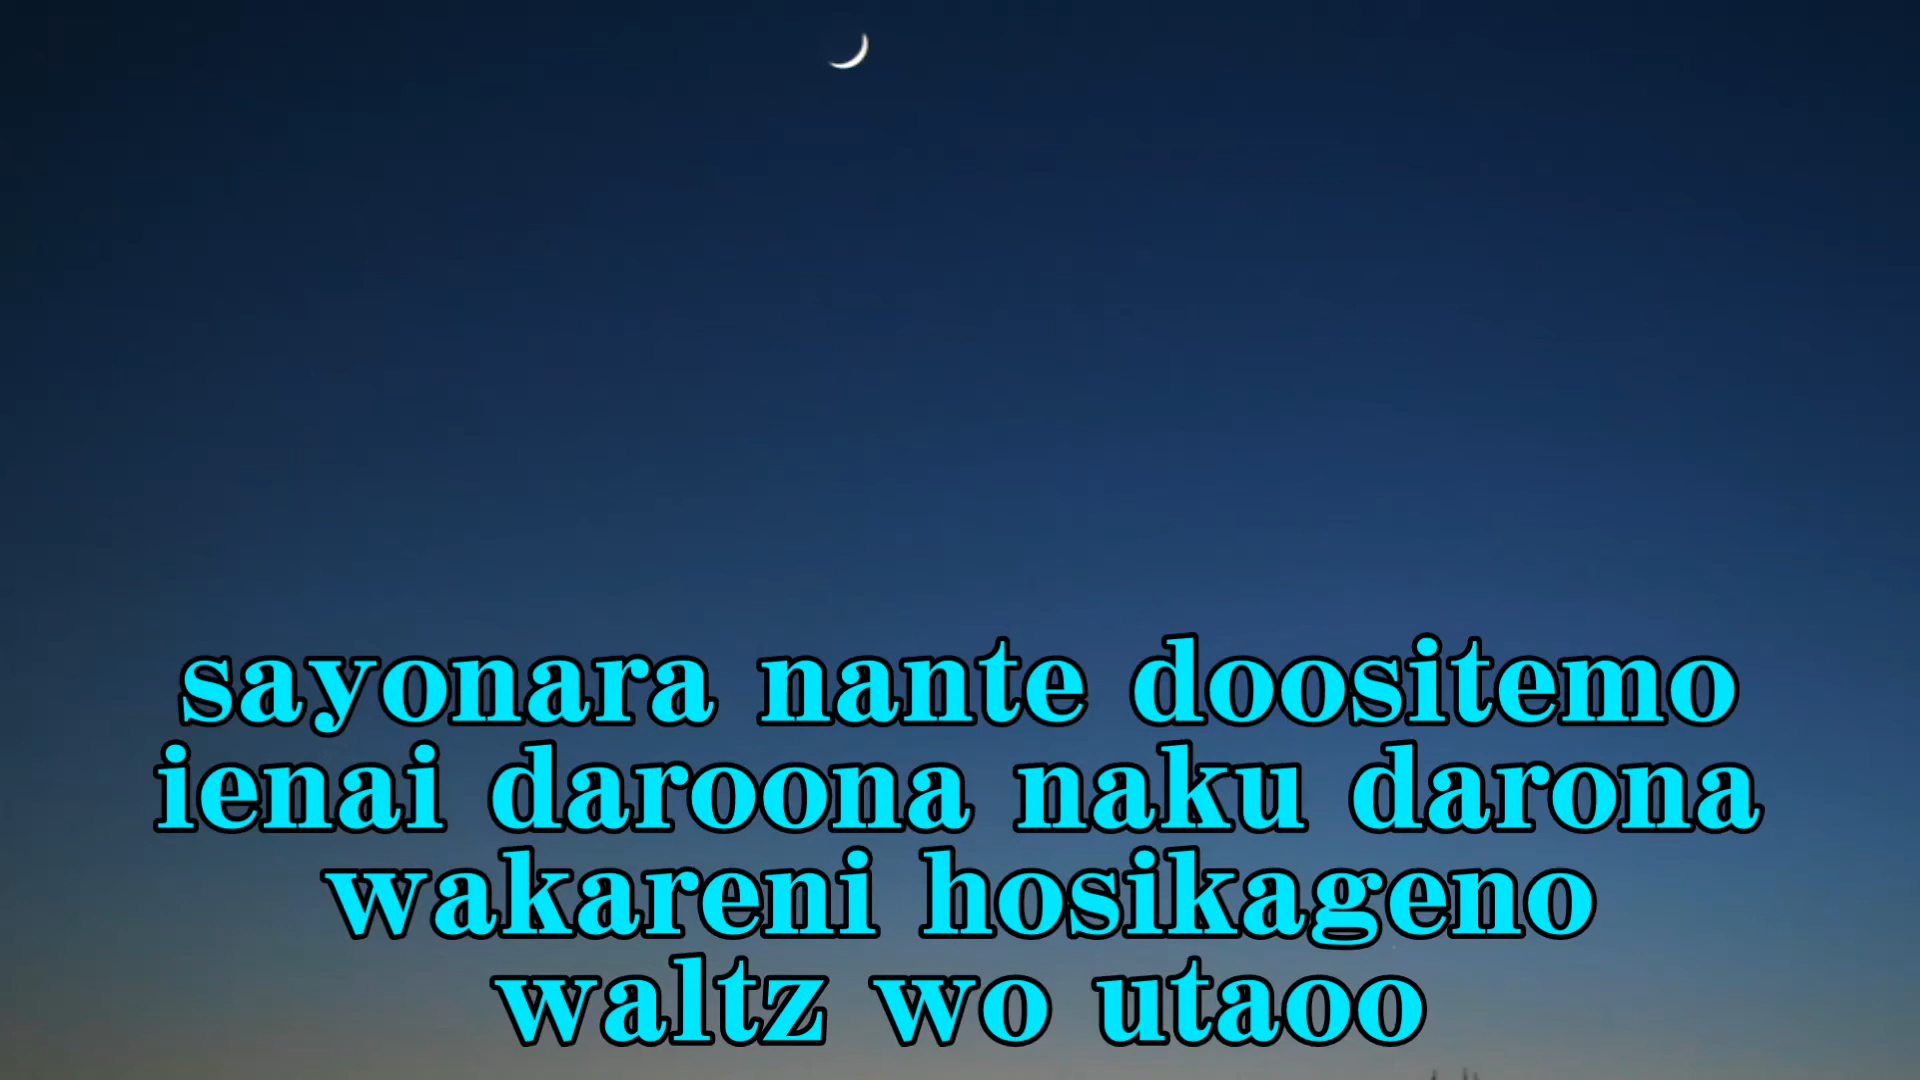 sayonara nante doositemo
ienai daroona naku darona
wakareni hosikageno
waltz wo utaoo